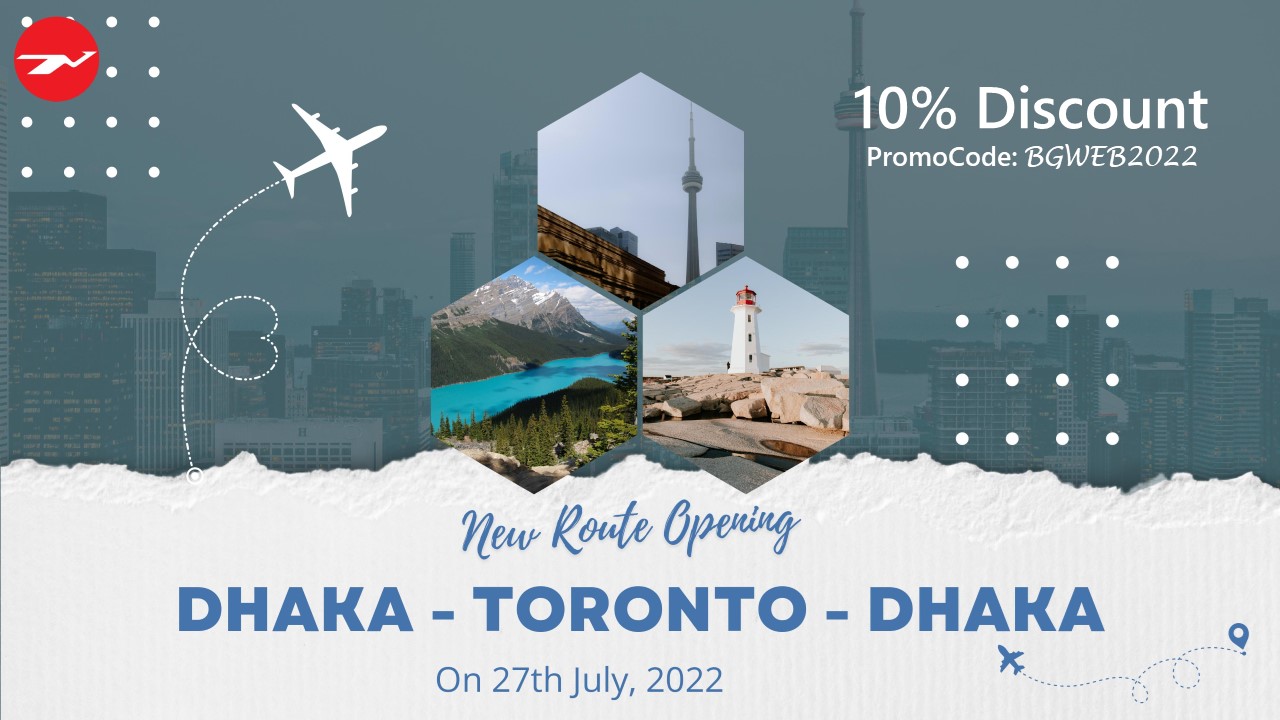 10% Discount
PromoCode: BGWEB2022
New Route Opening
DHAKA - TORONTO - DHAKA
On 27th July, 2022